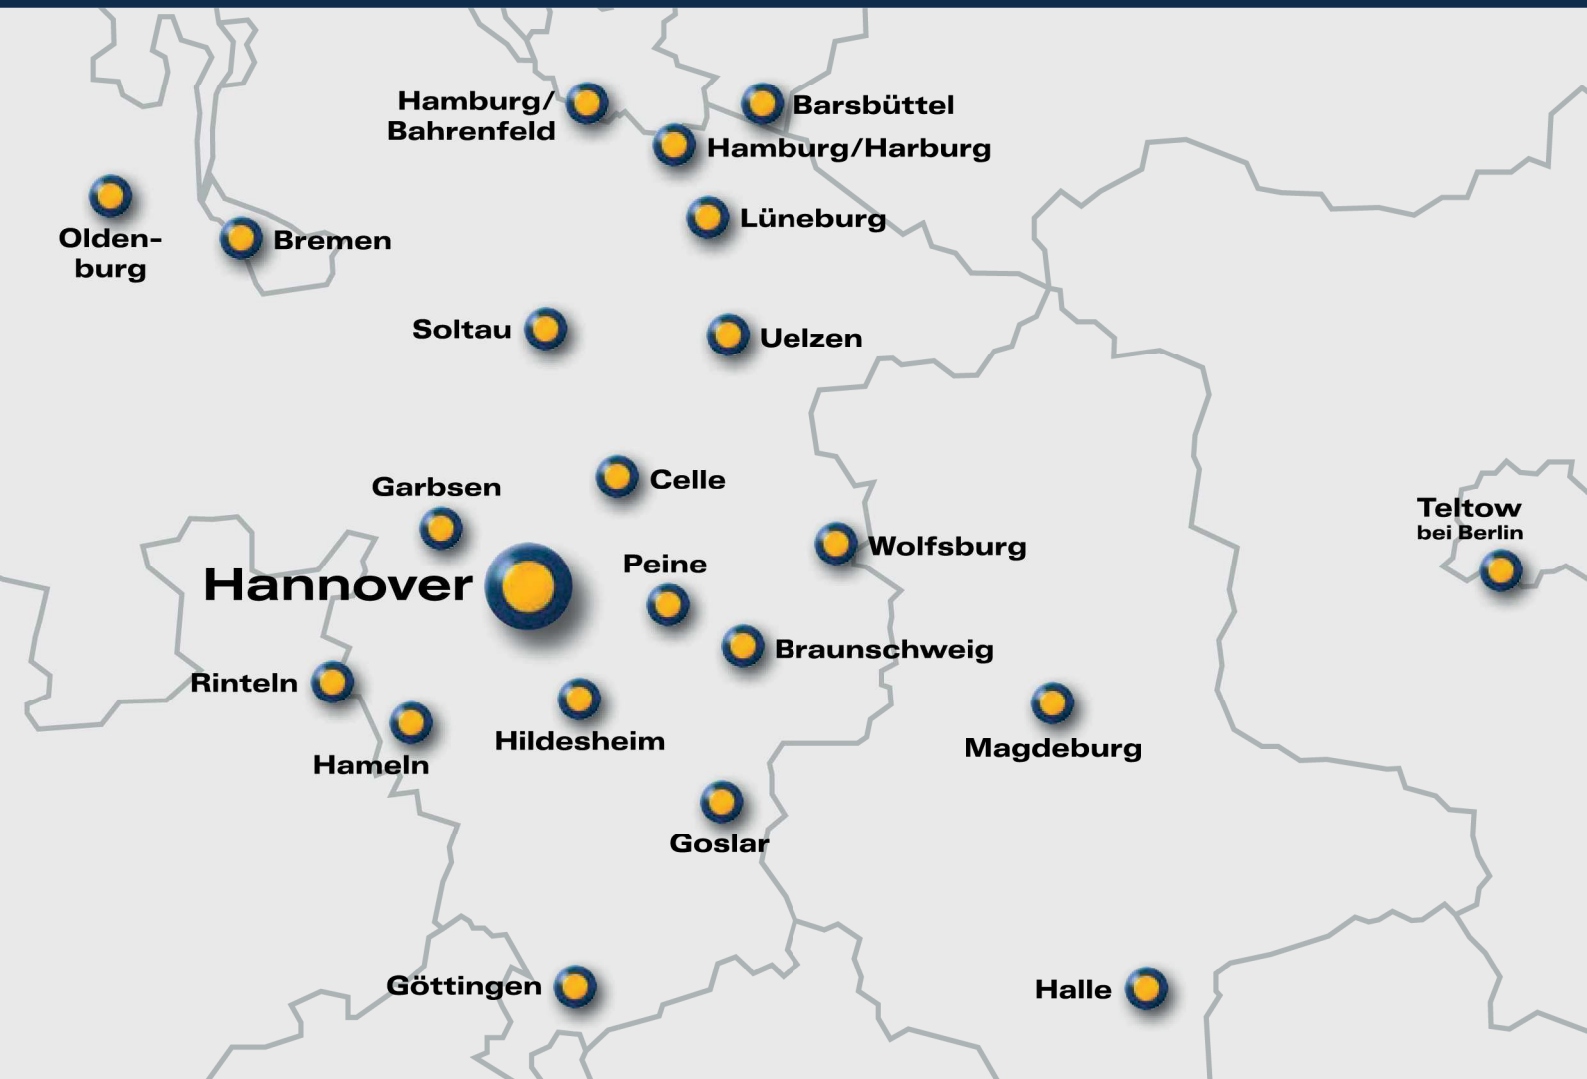 Hamburg/
Bahrenfeld
Barsbüttel
Hamburg/Harburg
Olden-
burg
Bremen
Lüneburg
Soltau
Uelzen
Garbsen
Celle
Teltow
bei Berlin
Hannover
Peine
Wolfsburg
Braunschweig
Rinteln
Hameln
Hildesheim
Magdeburg
Goslar
Göttingen
Halle